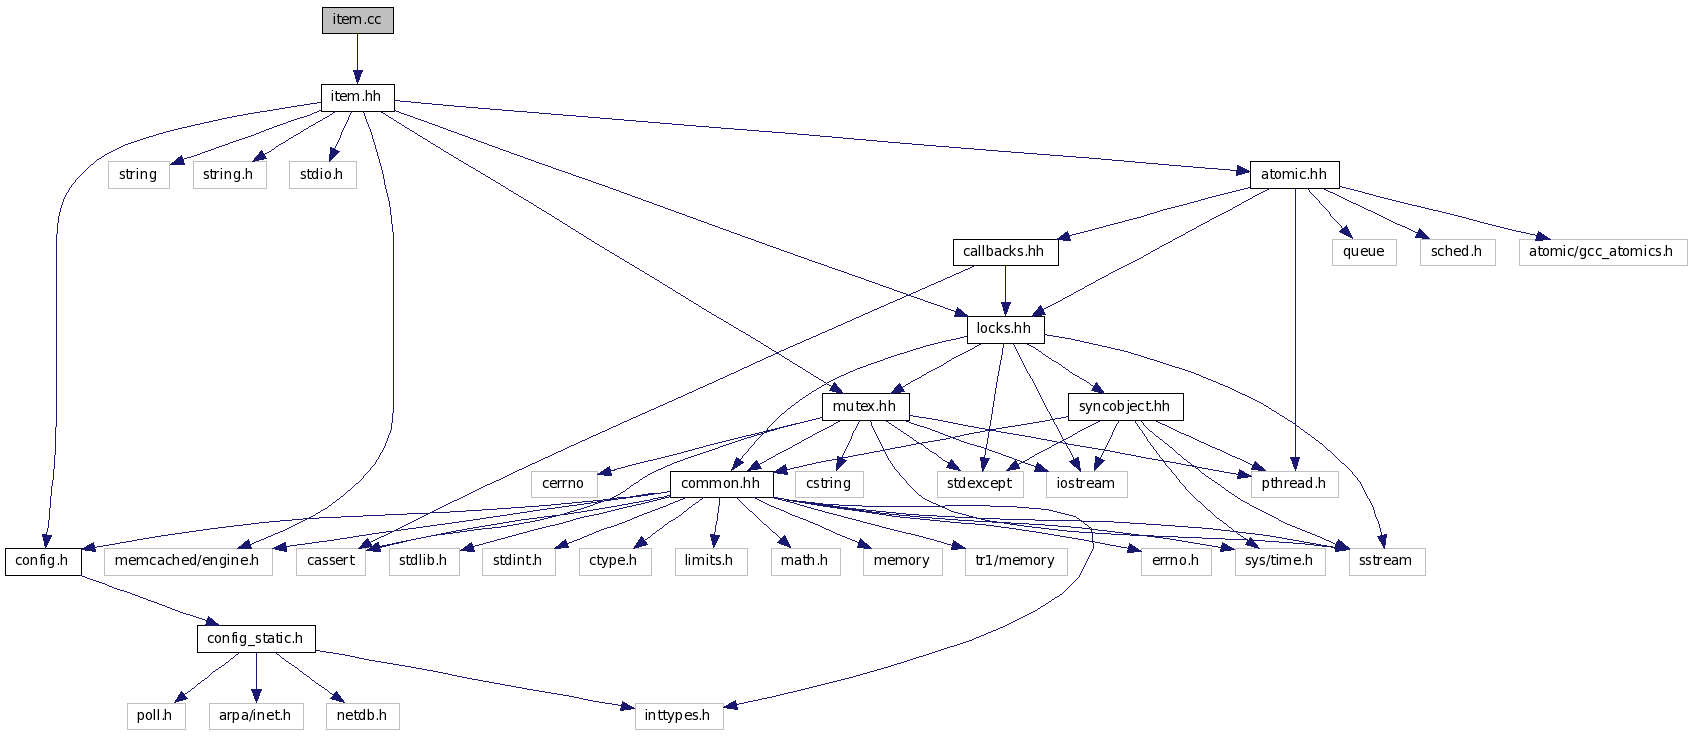 item.cc
item.hh
string
string.h
stdio.h
atomic.hh
callbacks.hh
queue
sched.h
atomic/gcc_atomics.h
locks.hh
mutex.hh
syncobject.hh
cerrno
common.hh
cstring
stdexcept
iostream
pthread.h
config.h
memcached/engine.h
cassert
stdlib.h
stdint.h
ctype.h
limits.h
math.h
memory
tr1/memory
errno.h
sys/time.h
sstream
config_static.h
poll.h
arpa/inet.h
netdb.h
inttypes.h